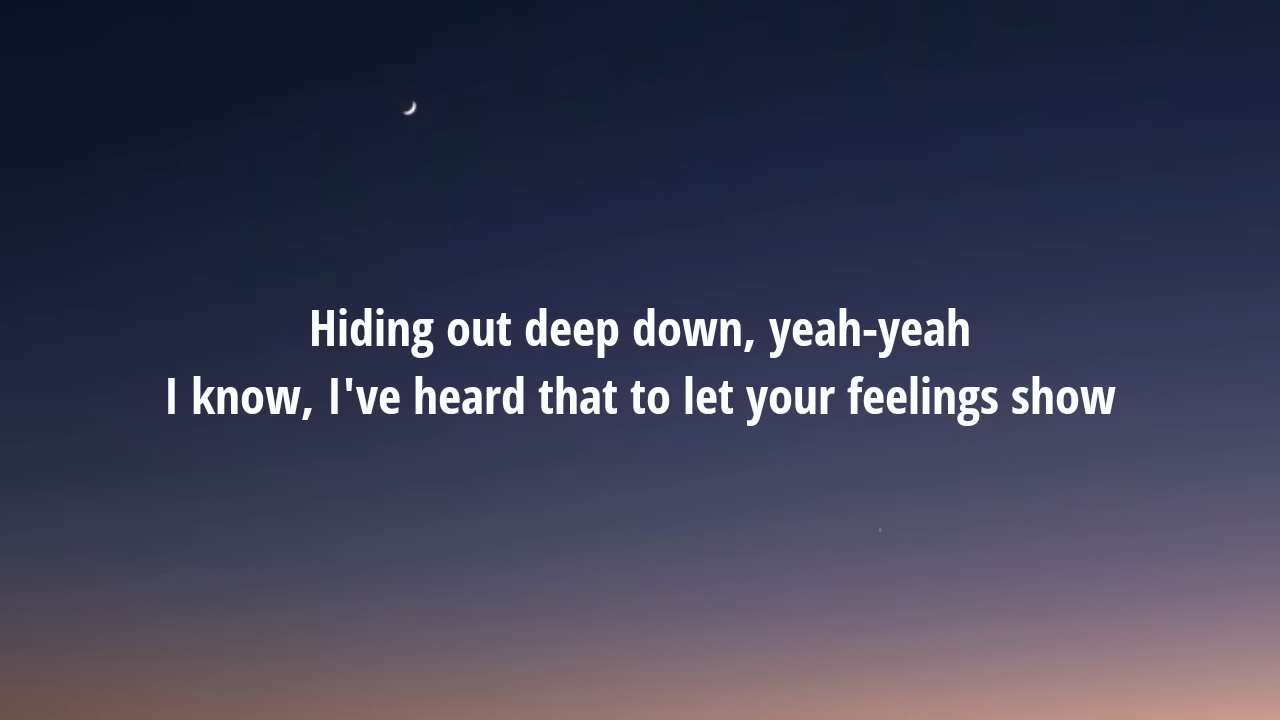 Hiding out deep down, yeah-yeah
I know, I've heard that to let your feelings show